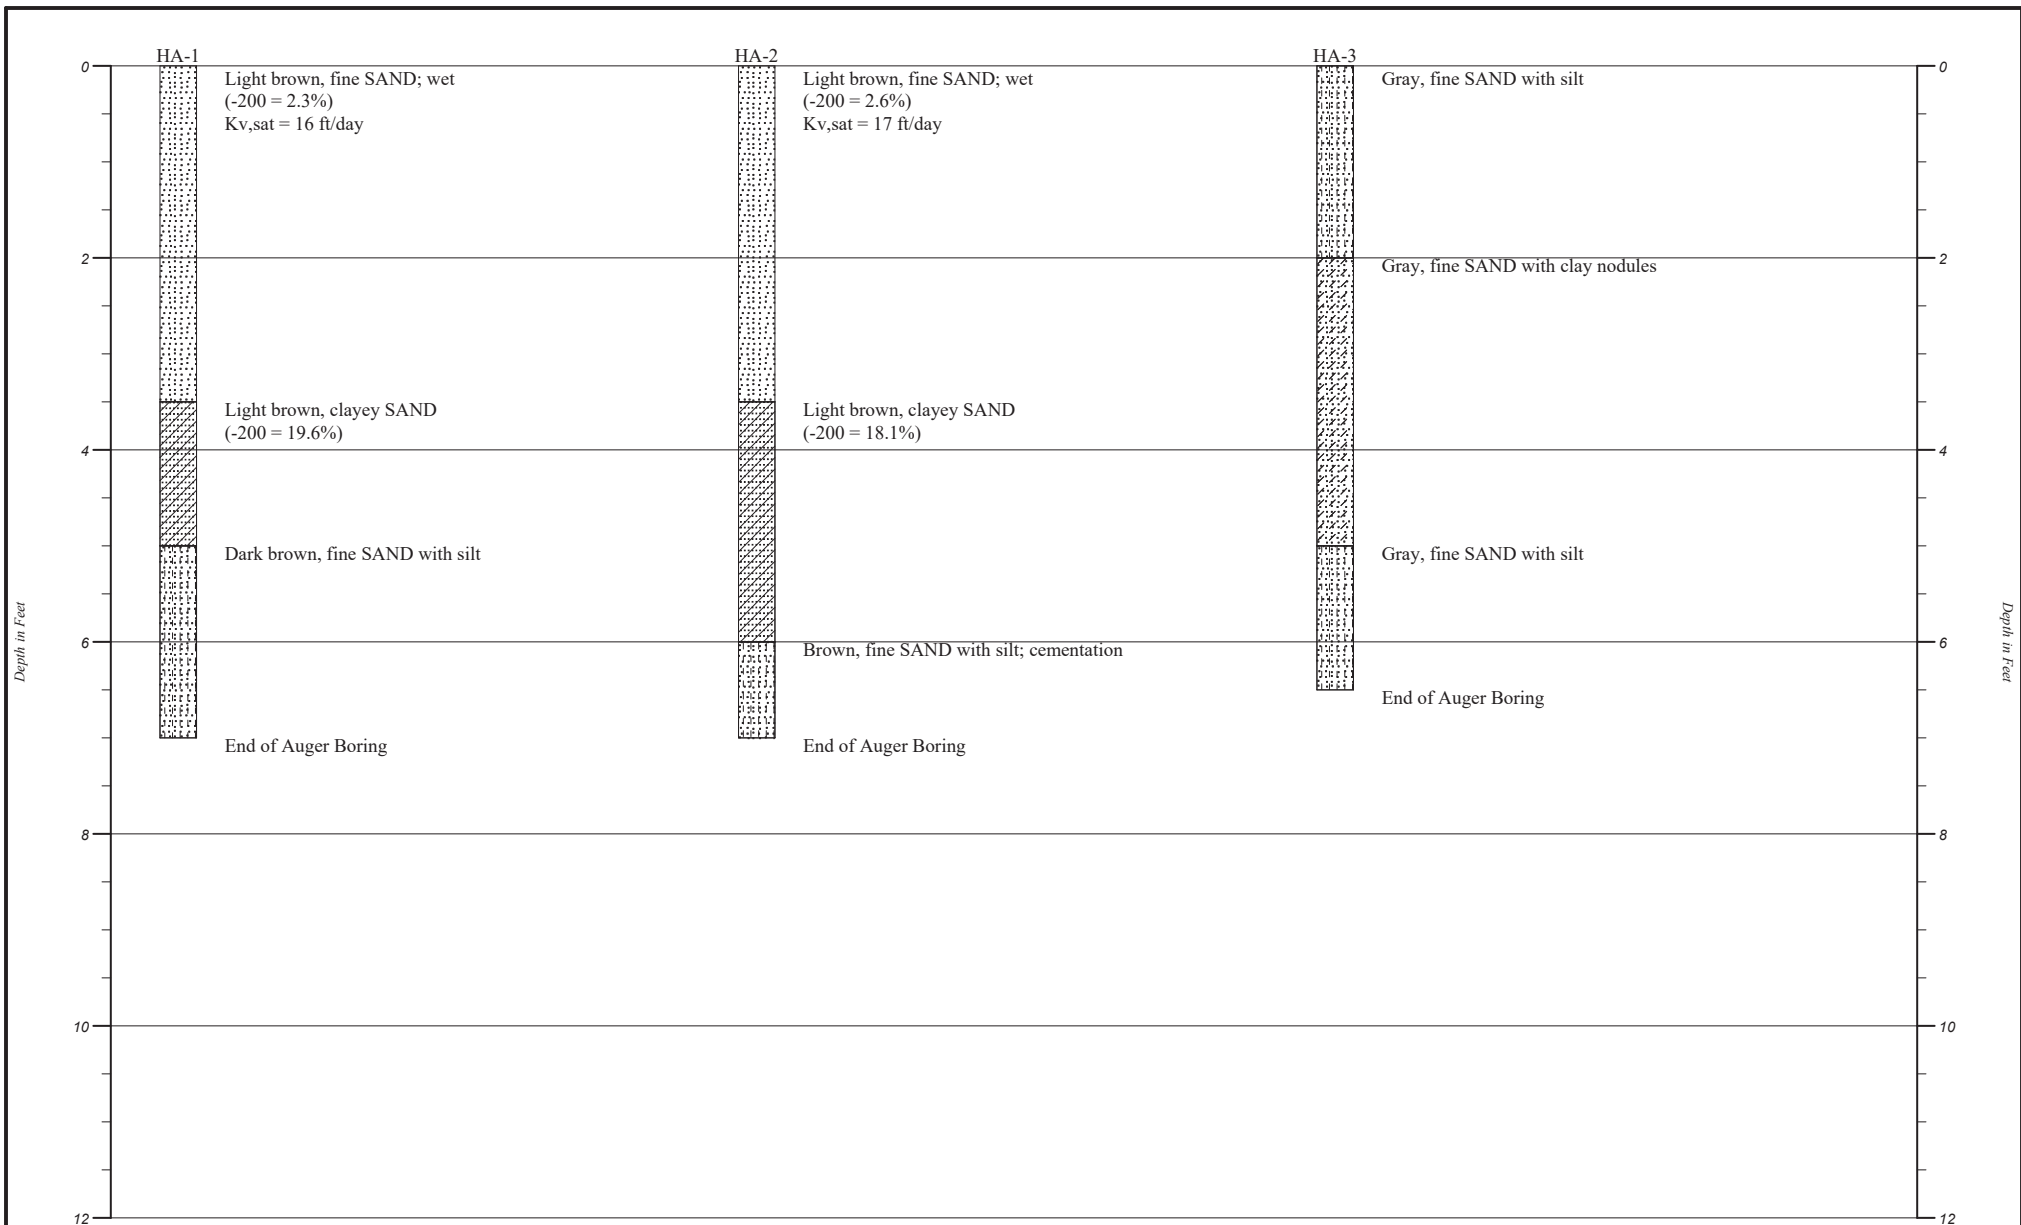 HA-1
HA-2
HA-3
0
Light brown, fine SAND; wet
(-200 = 2.3%)
Kv,sat = 16 ft/day
Light brown, fine SAND; wet
(-200 = 2.6%)
Kv,sat = 17 ft/day
Gray, fine SAND with silt
0
2
Gray, fine SAND with clay nodules
2
Light brown, clayey SAND
(-200 = 19.6%)
Light brown, clayey SAND
(-200 = 18.1%)
4
4
Dark brown, fine SAND with silt
Gray, fine SAND with silt
Depth in Feet
6
Brown, fine SAND with silt; cementation
6
Depth in Feet
End of Auger Boring
End of Auger Boring
End of Auger Boring
8
8
10
10
12
12